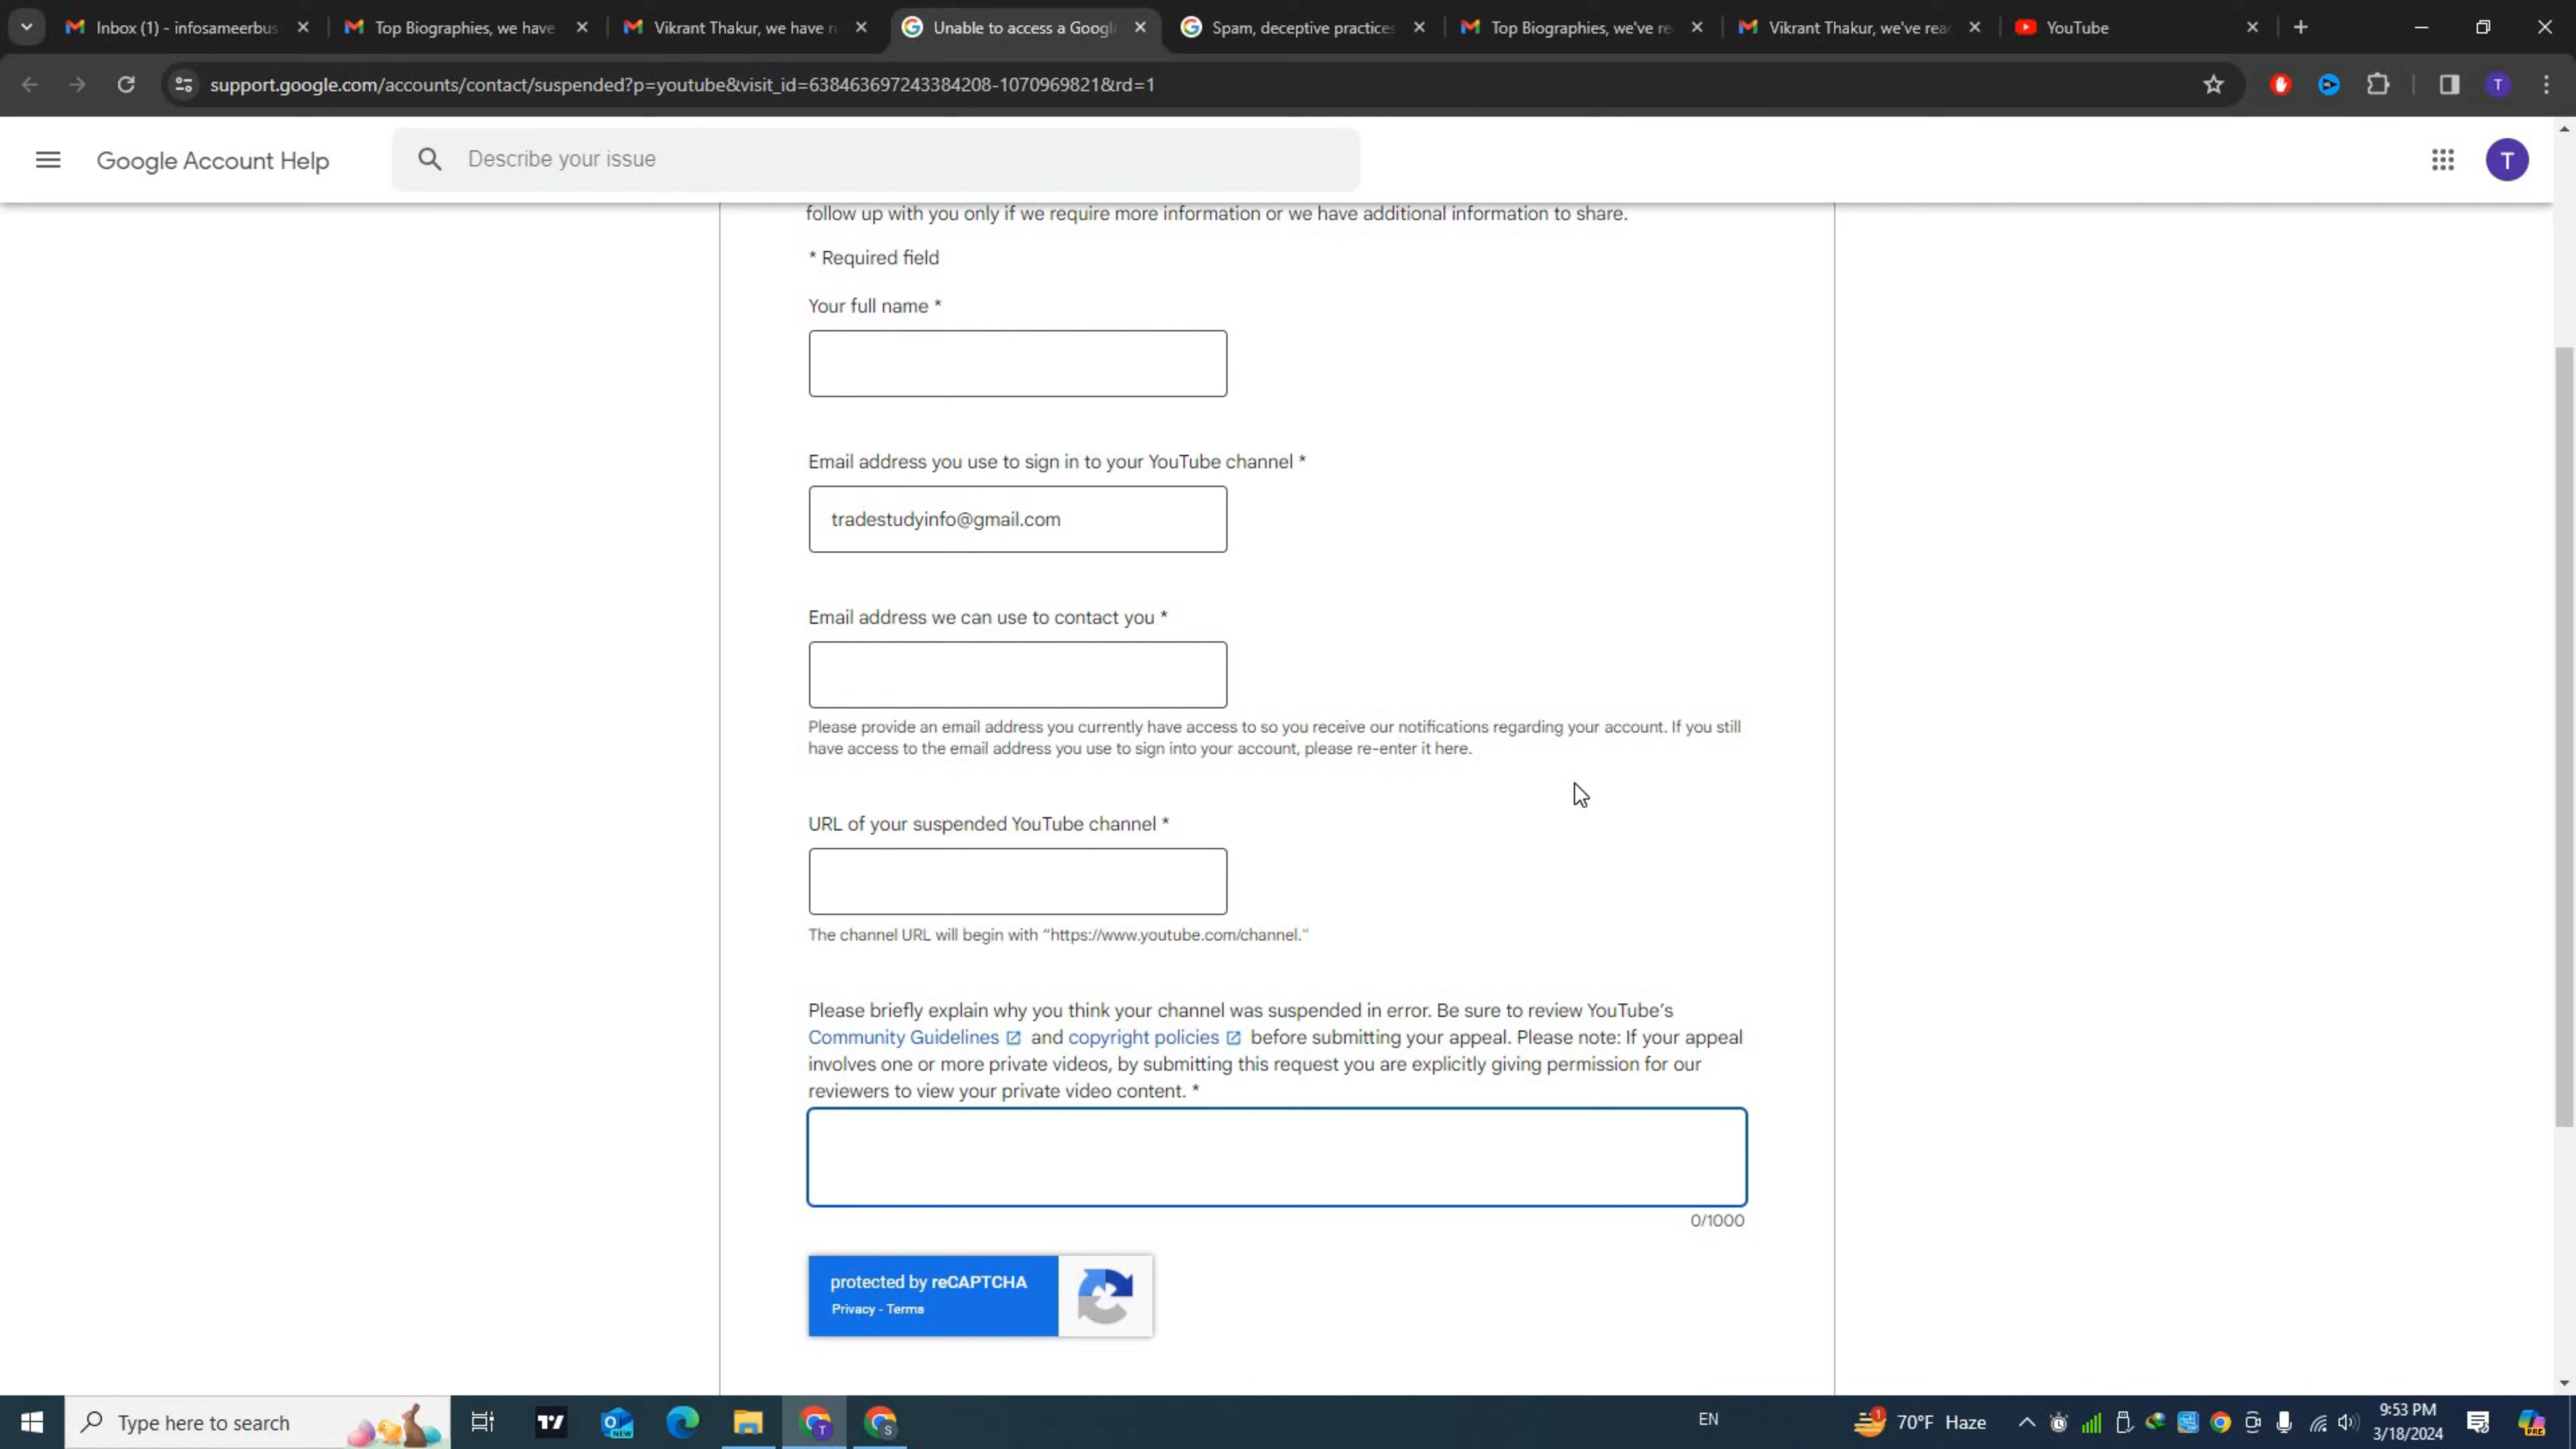 Inbox (1) - infosameerbus
Top Biographies, we have
Vikrant Thakur, we have r
Unable to access a Googl
Spam, deceptive practices
Top Biographies, we've re
Vikrant Thakur, we've rea
YouTube
support.google.com/accounts/contact/suspended?p=youtube&visit_id=638463697243384208-1070969821&rd=1
T
Google Account Help
Describe your issue
T
follow up with you only if we require more information or we have additional information to share.
* Required field
Your full name *
Email address you use to sign in to your YouTube channel *
tradestudyinfo@gmail.com
Email address we can use to contact you *
Please provide an email address you currently have access to so you receive our notifications regarding your account. If you still
have access to the email address you use to sign into your account, please re-enter it here.
URL of your suspended YouTube channel *
The channel URL will begin with “https://www.youtube.com/channel."
Please briefly explain why you think your channel was suspended in error. Be sure to review YouTube’s
Community Guidelines and copyright policies before submitting your appeal. Please note: If your appeal
involves one or more private videos, by submitting this request you are explicitly giving permission for our
reviewers to view your private video content. *
0/1000
protected by reCAPTCHA
Privacy - Terms
Type here to search
EN
70°F Haze
9:53 PM
3/18/2024